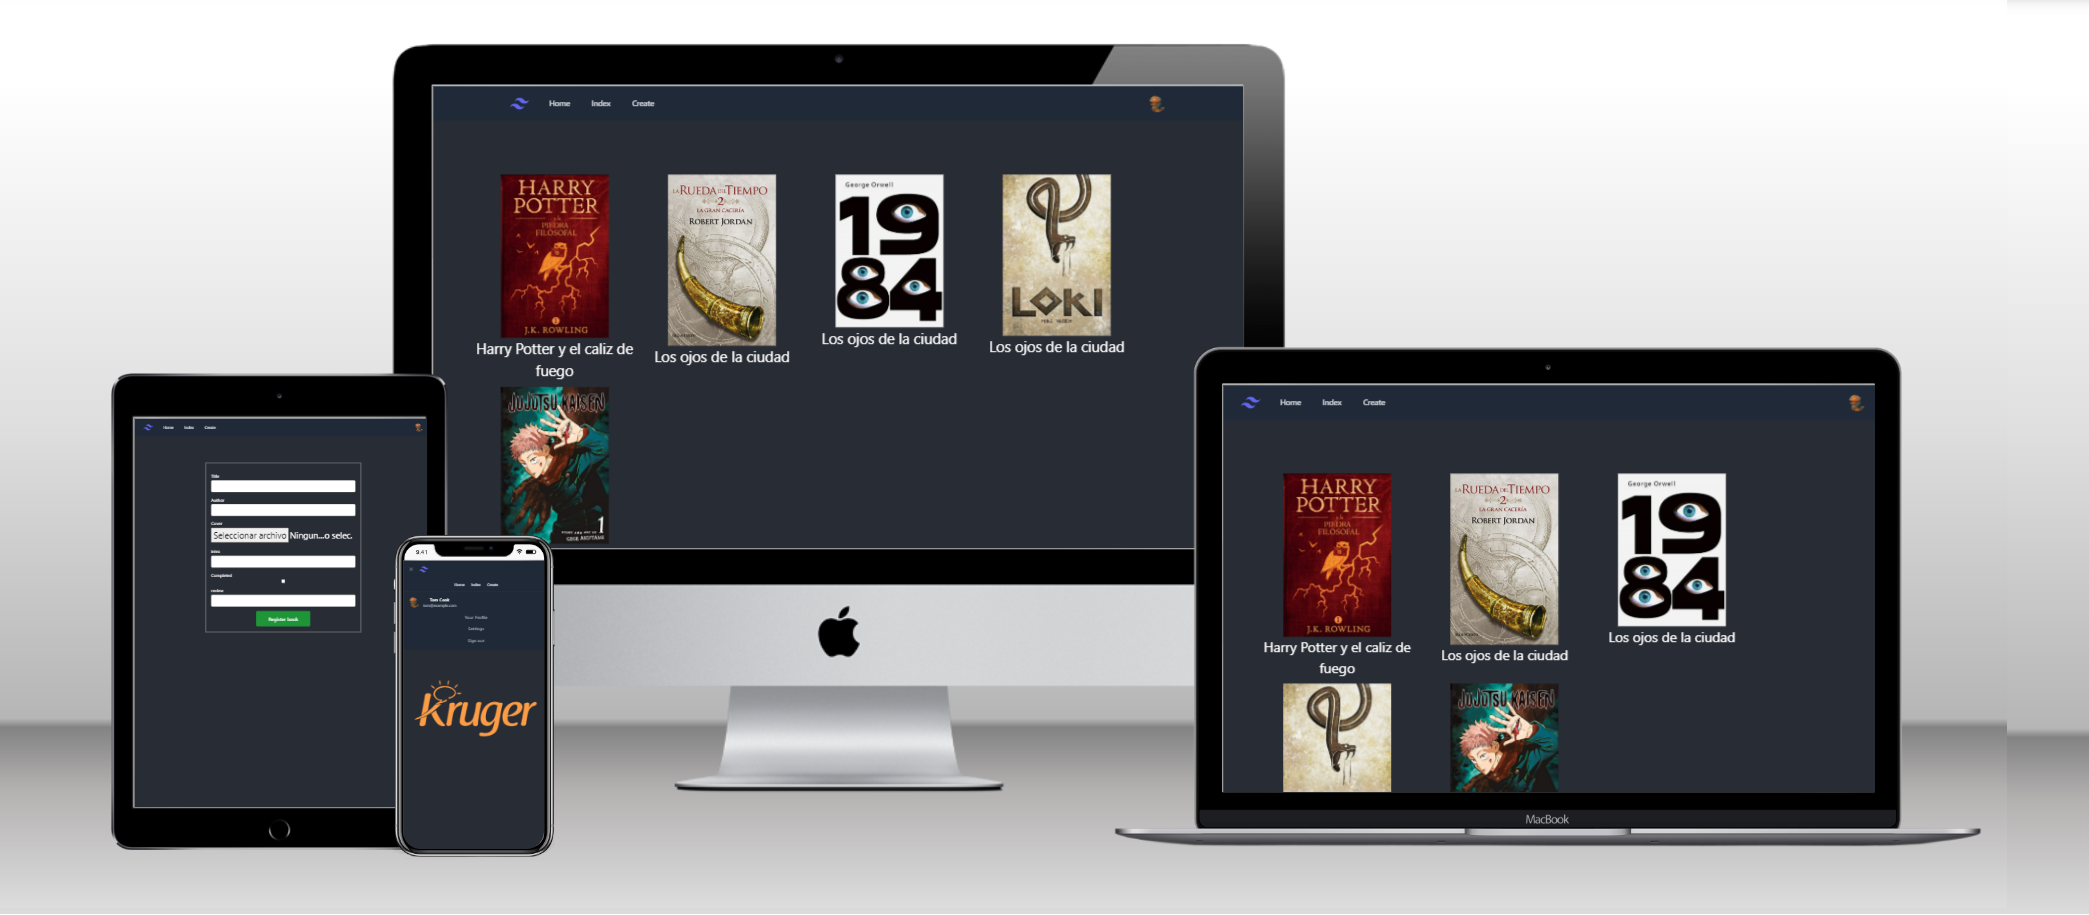 Home Index Create
HARRY
POTTER
y la
PIEDRA
FILOSOFAL
J.K. ROWLING
Harry Potter y el caliz de
fuego
LA RUEDA DEL TIEMPO
2
LA GRAN CACERÍA
ROBERT JORDAN
Los ojos de la ciudad
George Orwell
19
84
Los ojos de la ciudad
LOKI
Los ojos de la ciudad
JUJUTSU KAISEN
1
GEGE AKUTAMI
Home Index Create
Title
Author
Cover
Seleccionar archivo Ningun...o selec.
Intro
Completed
review
Register book
9:41
Home Index Create
Tom Cook
tom@example.com
Your Profile
Settings
Sign out
Kruger
Home Index Create
HARRY
POTTER
y la
PIEDRA
FILOSOFAL
J.K. ROWLING
Harry Potter y el caliz de
fuego
LA RUEDA DEL TIEMPO
2
LA GRAN CACERÍA
ROBERT JORDAN
Los ojos de la ciudad
George Orwell
19
84
Los ojos de la ciudad
JUJUTSU KAISEN
MacBook